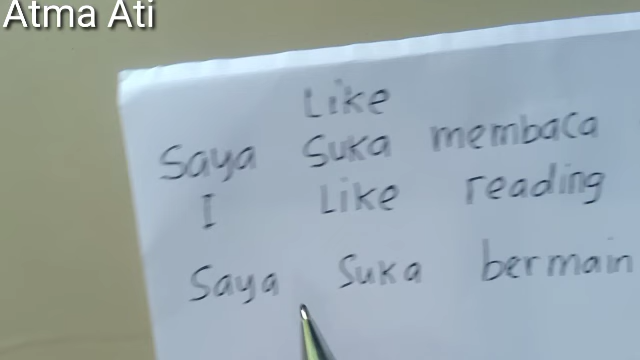 Atma Ati
Like
Saya Suka membaca
I Like reading
Saya Suka bermain